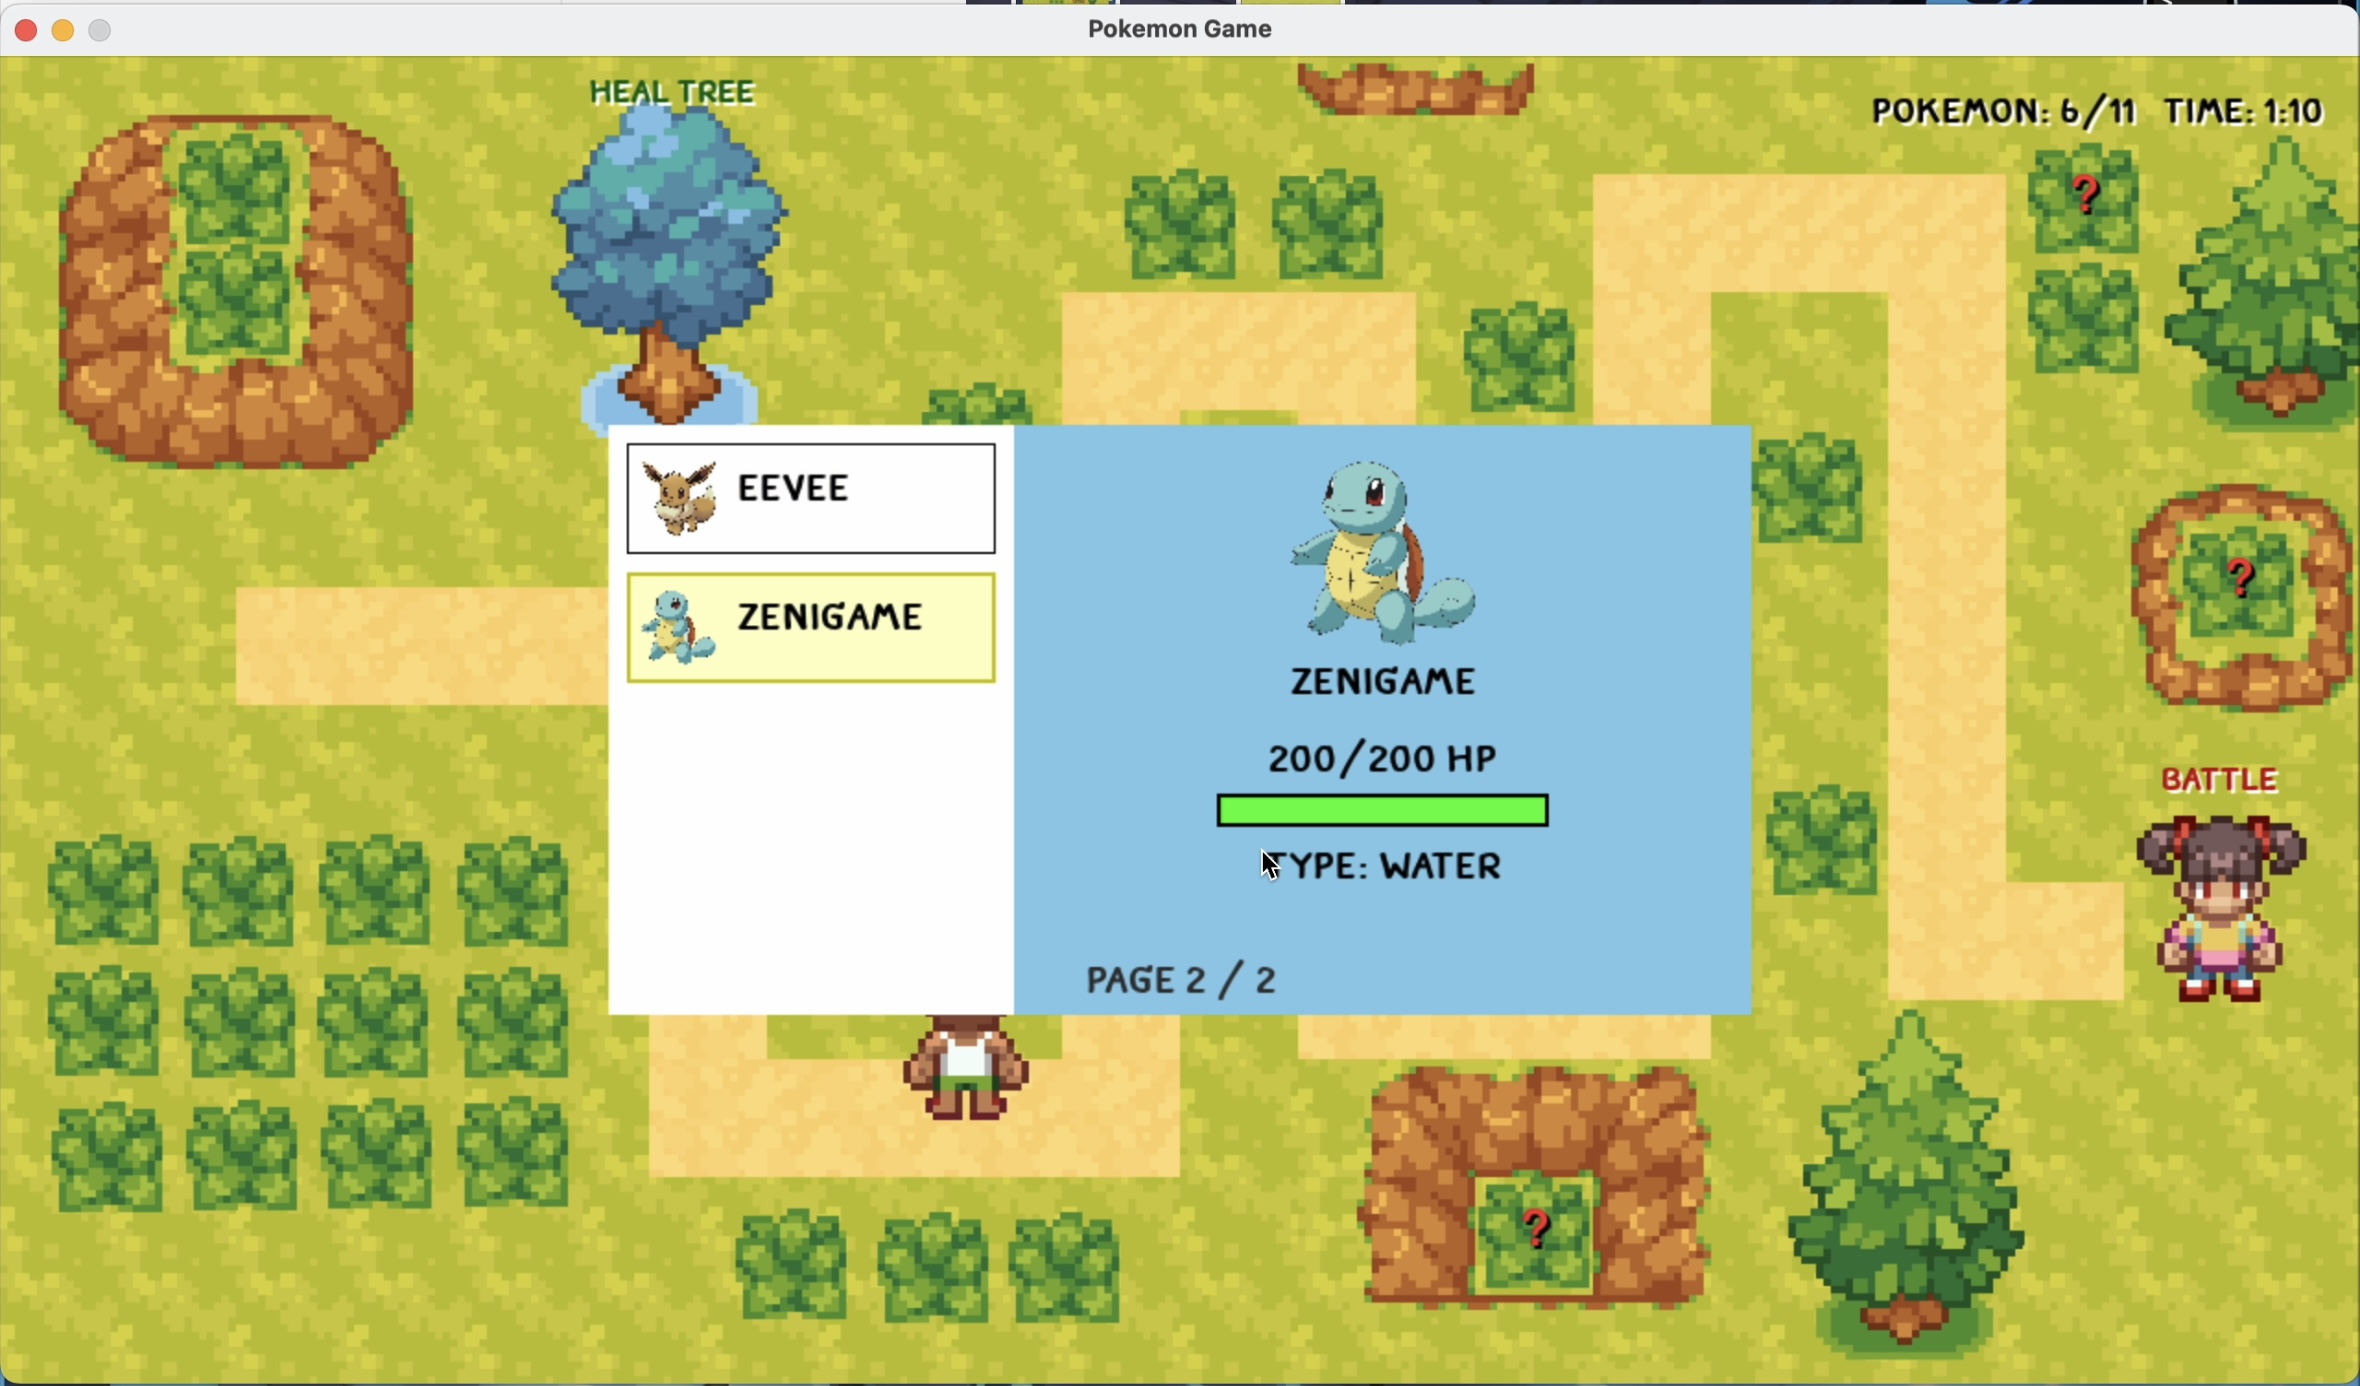 Pokemon Game
HEAL TREE
POKEMON: 6/11 TIME: 1:10
?
EEVEE
ZENIGAME
ZENIGAME
200/200 HP
TYPE: WATER
PAGE 2 / 2
?
BATTLE
?